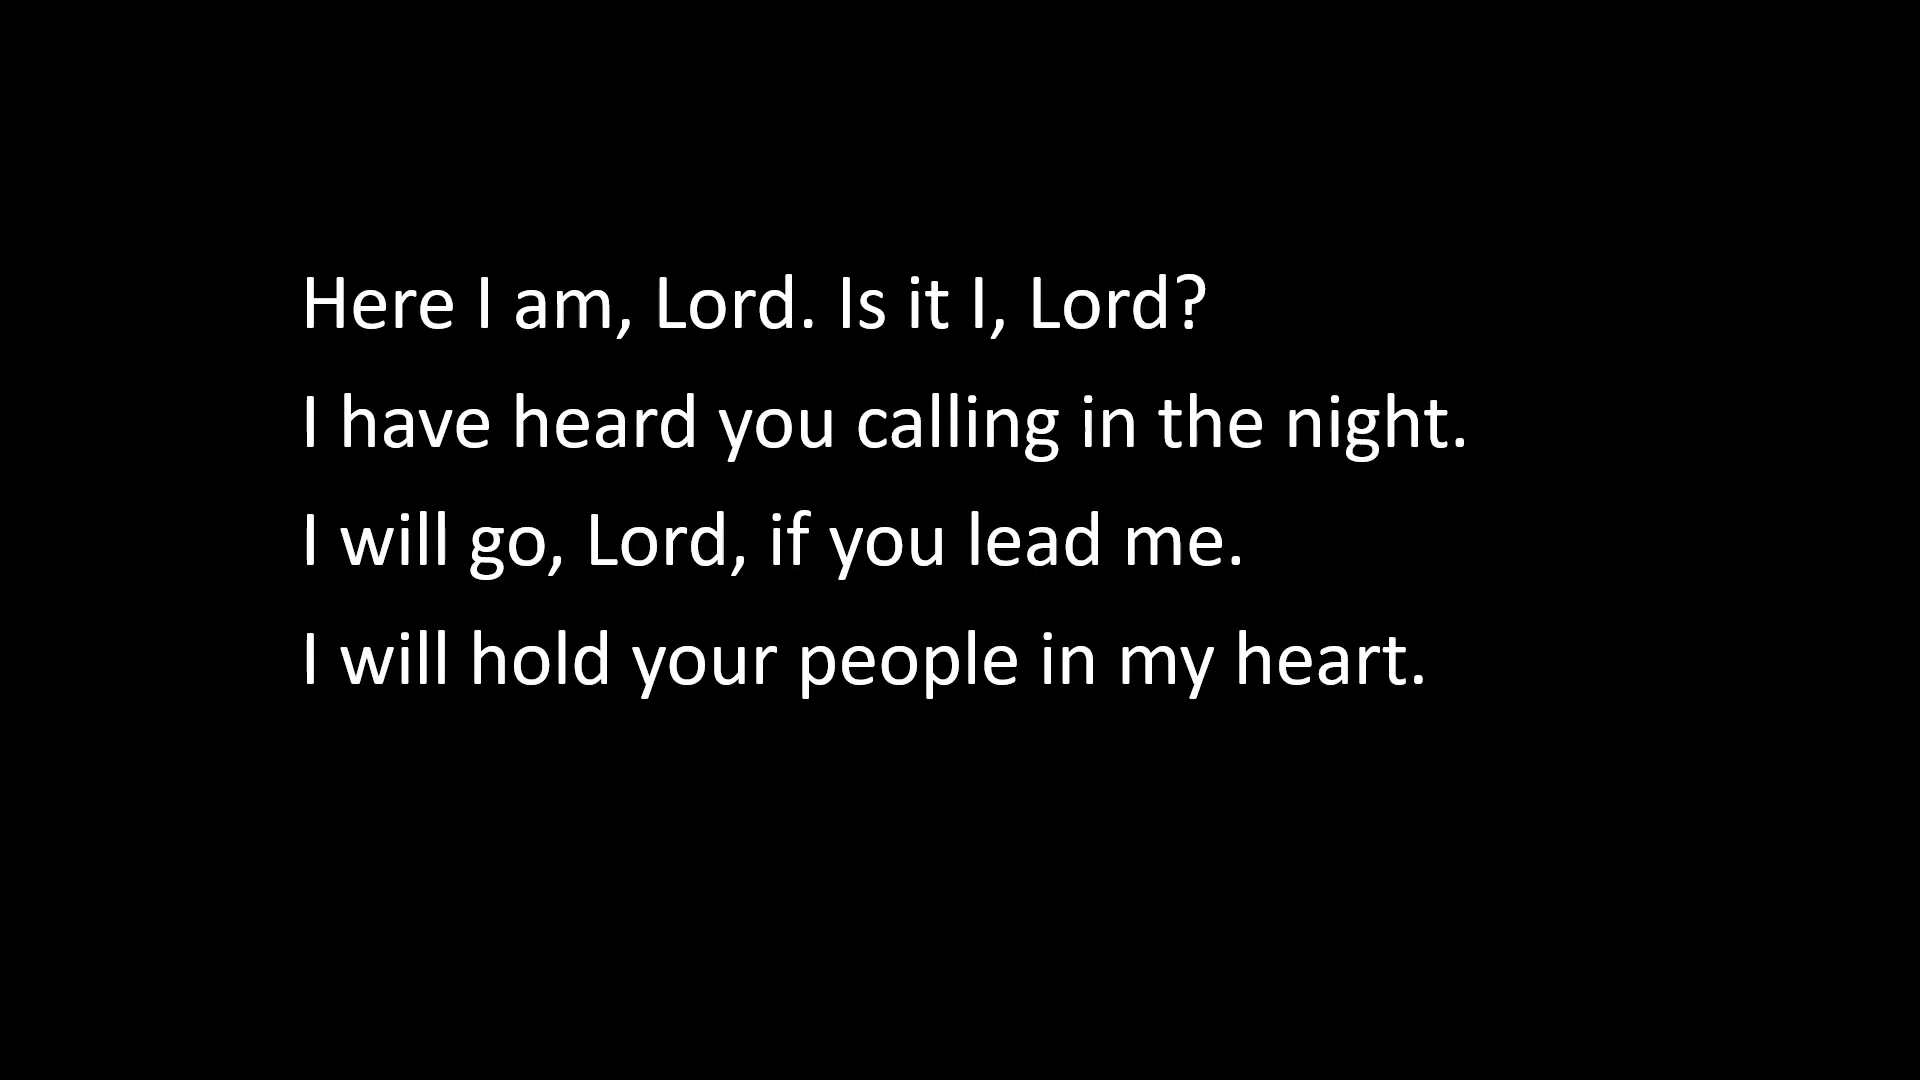 Here I am, Lord. Is it I, Lord?
I have heard you calling in the night.
I will go, Lord, if you lead me.
I will hold your people in my heart.